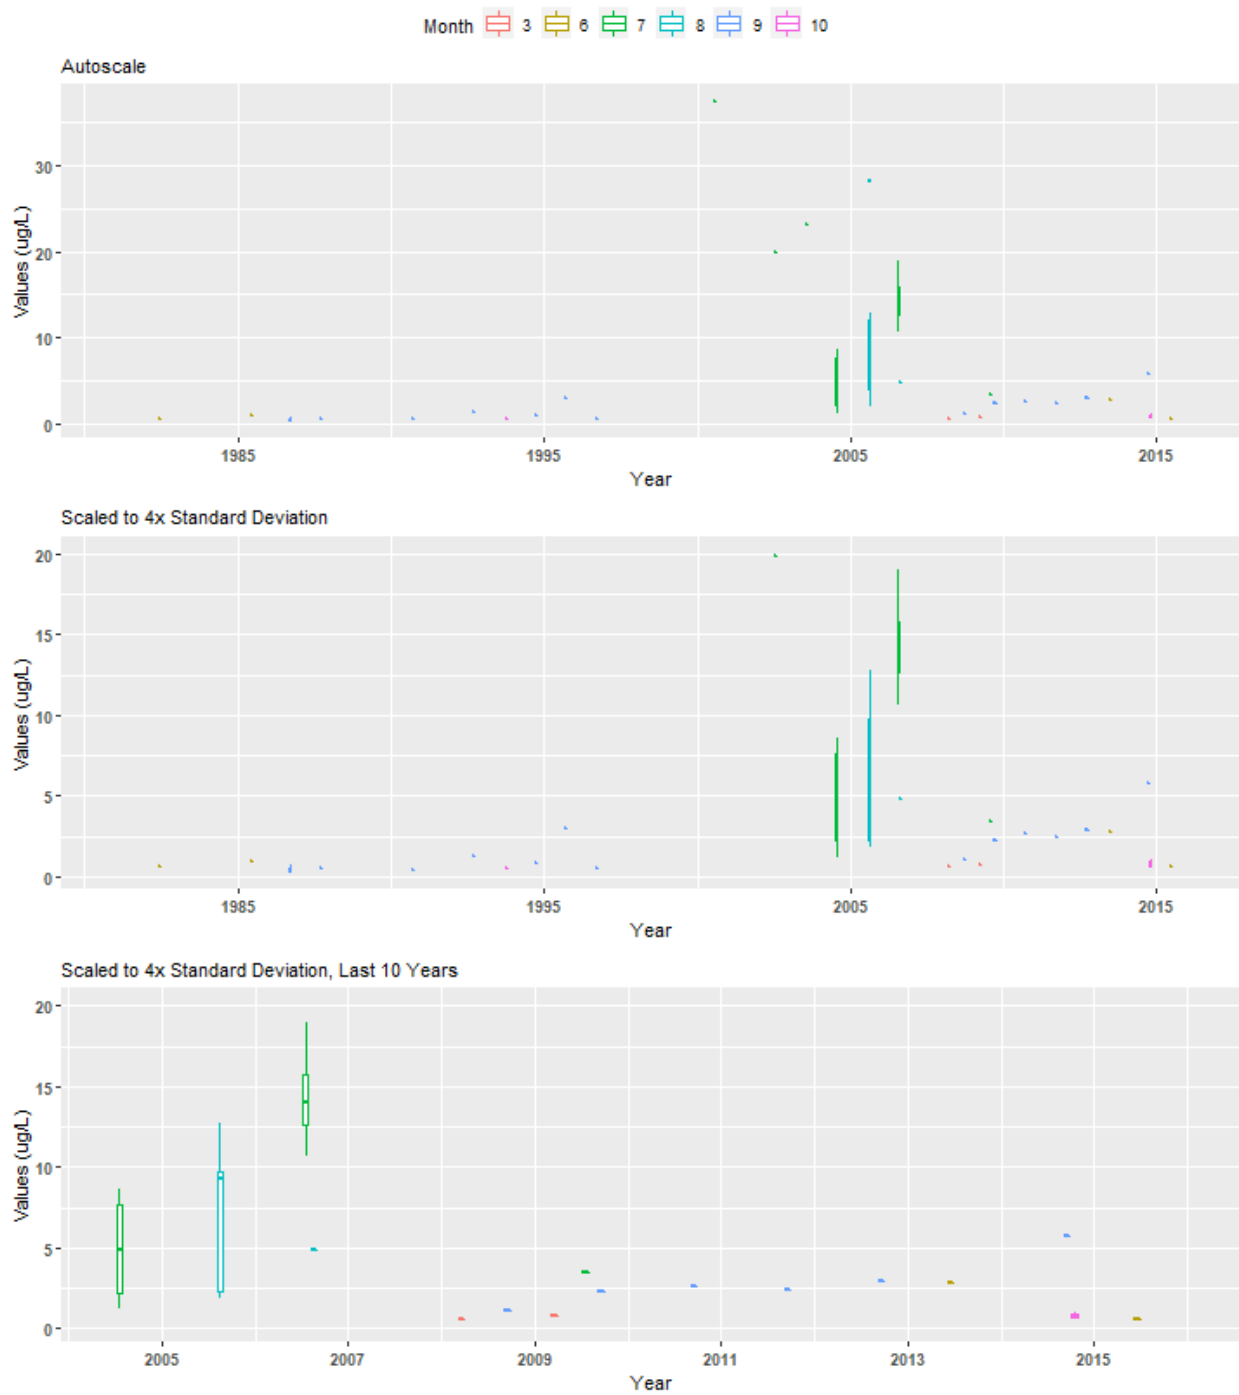 Month 3 6 7 8 9 10
Autoscale
30
20
10
0
Values (ug/L)
1985 1995 2005 2015
Year
Scaled to 4x Standard Deviation
20
15
10
5
0
Values (ug/L)
1985 1995 2005 2015
Year
Scaled to 4x Standard Deviation, Last 10 Years
20
15
10
5
0
Values (ug/L)
2005 2007 2009 2011 2013 2015
Year